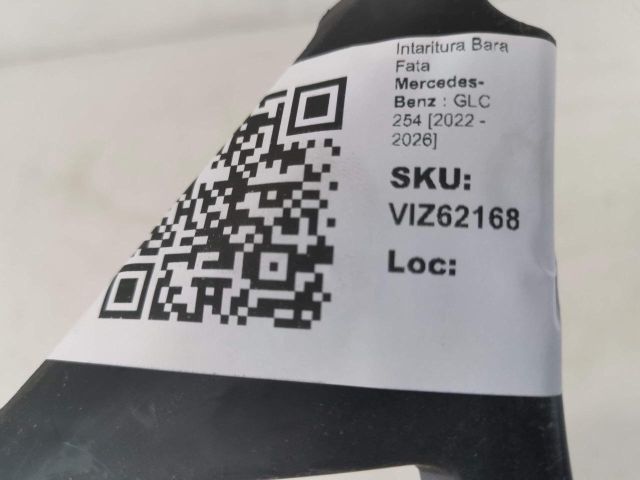 Intaritura Bara
Fata
Mercedes-
Benz : GLC
254 [2022 -
2026]
SKU:
VIZ62168
Loc: